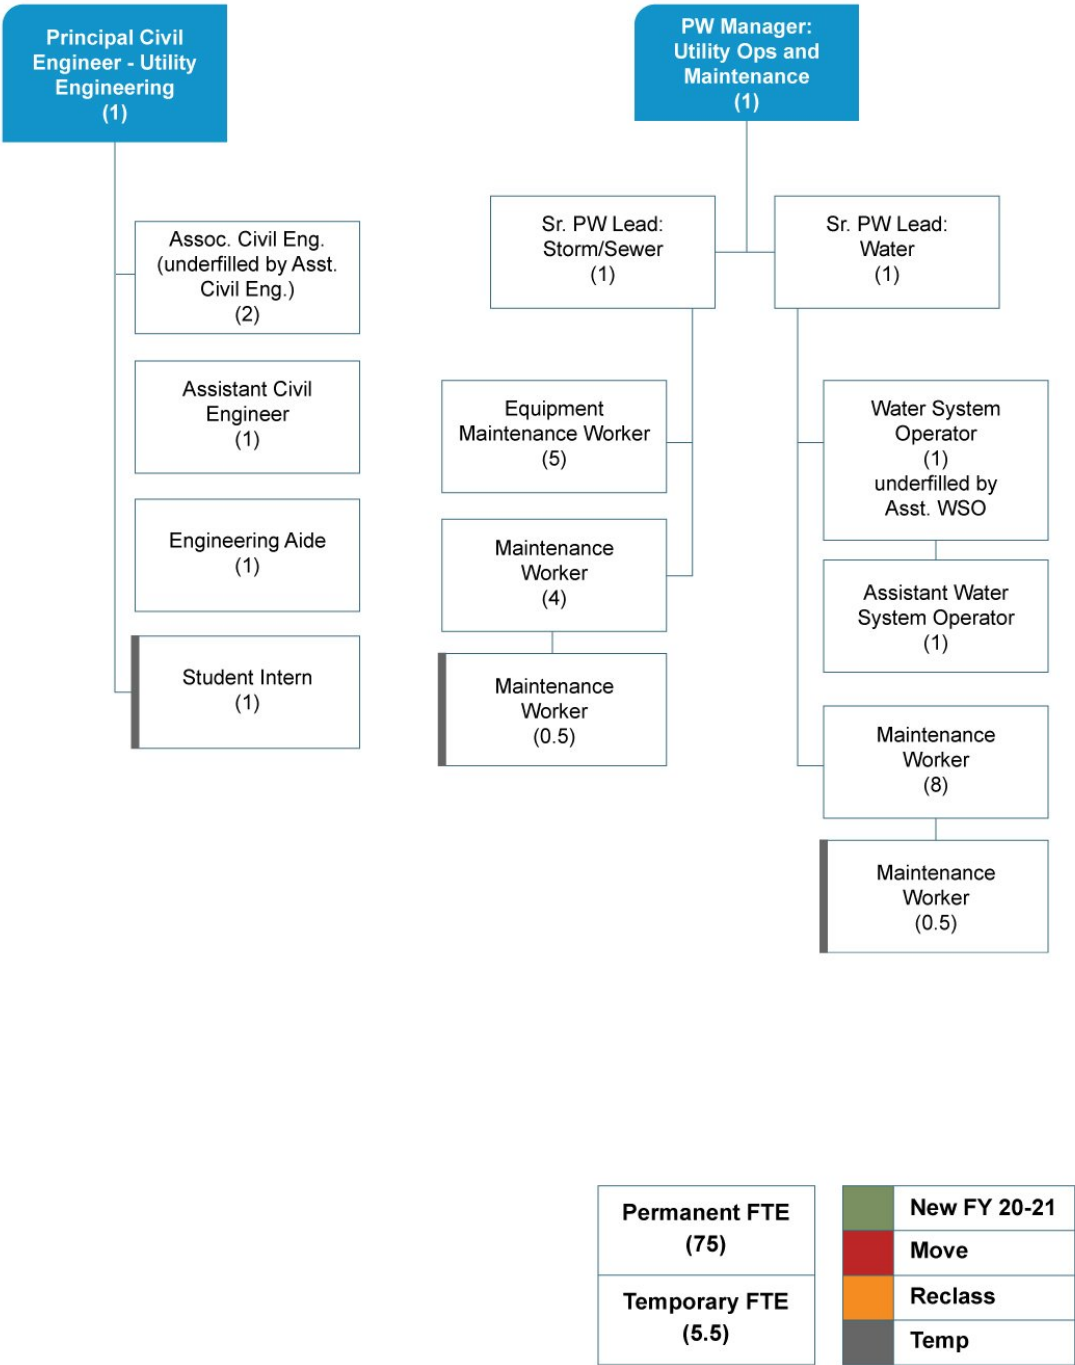 Principal Civil
Engineer - Utility
Engineering
(1)
Assoc. Civil Eng.
(underfilled by Asst.
Civil Eng.)
(2)
Assistant Civil
Engineer
(1)
Engineering Aide
(1)
Student Intern
(1)
PW Manager:
Utility Ops and
Maintenance
(1)
Sr. PW Lead:
Storm/Sewer
(1)
Equipment
Maintenance Worker
(5)
Maintenance
Worker
(4)
Maintenance
Worker
(0.5)
Sr. PW Lead:
Water
(1)
Water System
Operator
(1)
underfilled by
Asst. WSO
Assistant Water
System Operator
(1)
Maintenance
Worker
(8)
Maintenance
Worker
(0.5)
Permanent FTE
(75)
Temporary FTE
(5.5)
New FY 20-21
Move
Reclass
Temp